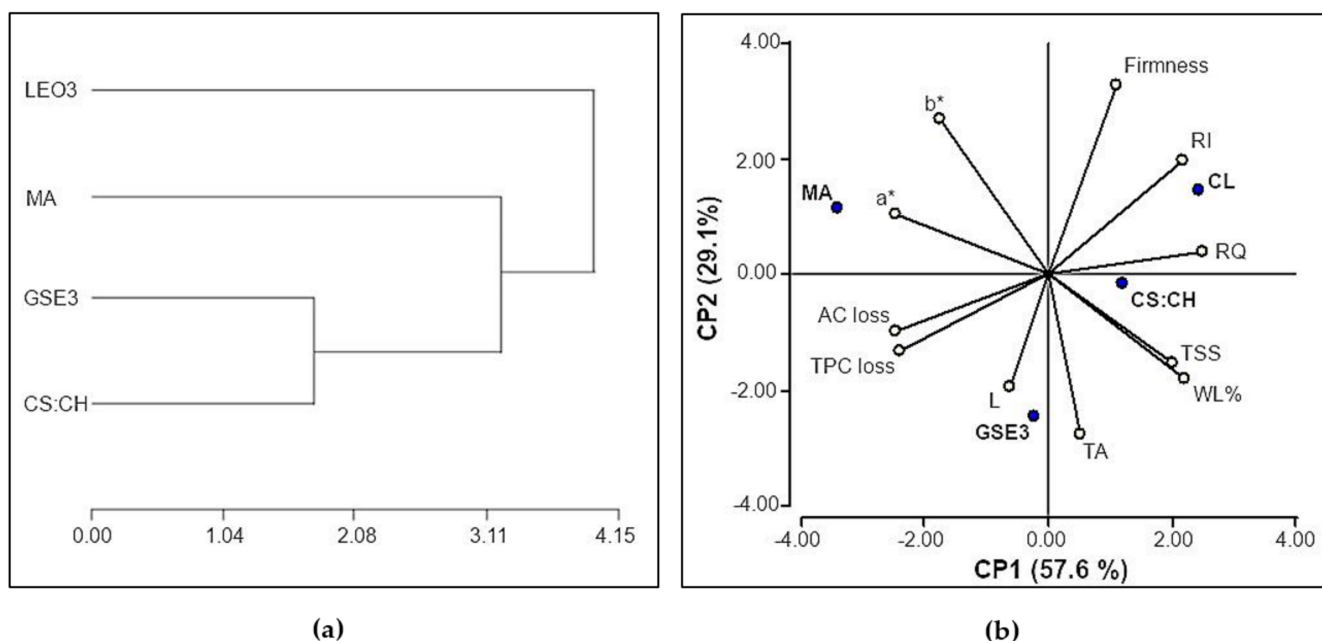 LEO3
MA
GSE3
CS:CH
0.00 1.04 2.08 3.11 4.15
(a)
4.00
2.00
0.00
-2.00
-4.00
CP2 (29.1%)
Firmness
b*
RI
CL
MA
a*
RQ
CS:CH
AC loss
TPC loss
TSS
WL%
L
GSE3
TA
-4.00 -2.00 0.00 2.00 4.00
CP1 (57.6 %)
(b)